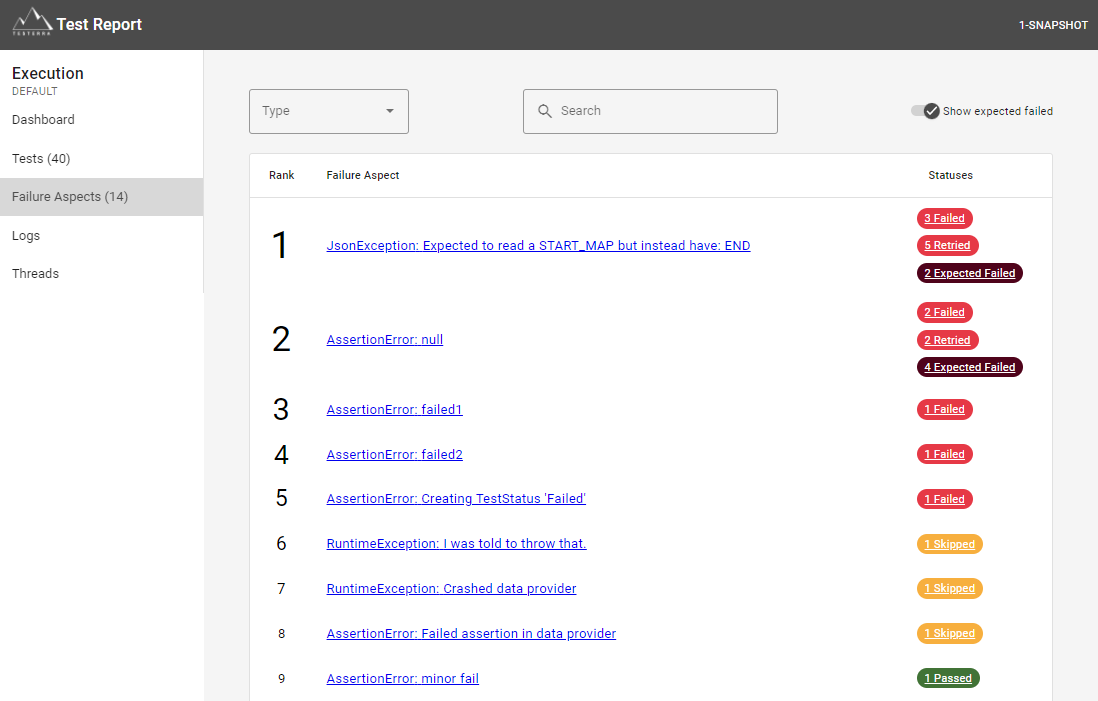 TESTERRA
Test Report
1-SNAPSHOT
Execution
DEFAULT
Dashboard
Tests (40)
Failure Aspects (14)
Logs
Threads
Type
Search
Show expected failed
Rank Failure Aspect Statuses
1 JsonException: Expected to read a START_MAP but instead have: END
3 Failed
5 Retried
2 Expected Failed
2 AssertionError: null
2 Failed
2 Retried
4 Expected Failed
3 AssertionError: failed1 1 Failed
4 AssertionError: failed2 1 Failed
5 AssertionError: Creating TestStatus 'Failed' 1 Failed
6 RuntimeException: I was told to throw that. 1 Skipped
7 RuntimeException: Crashed data provider 1 Skipped
8 AssertionError: Failed assertion in data provider 1 Skipped
9 AssertionError: minor fail 1 Passed